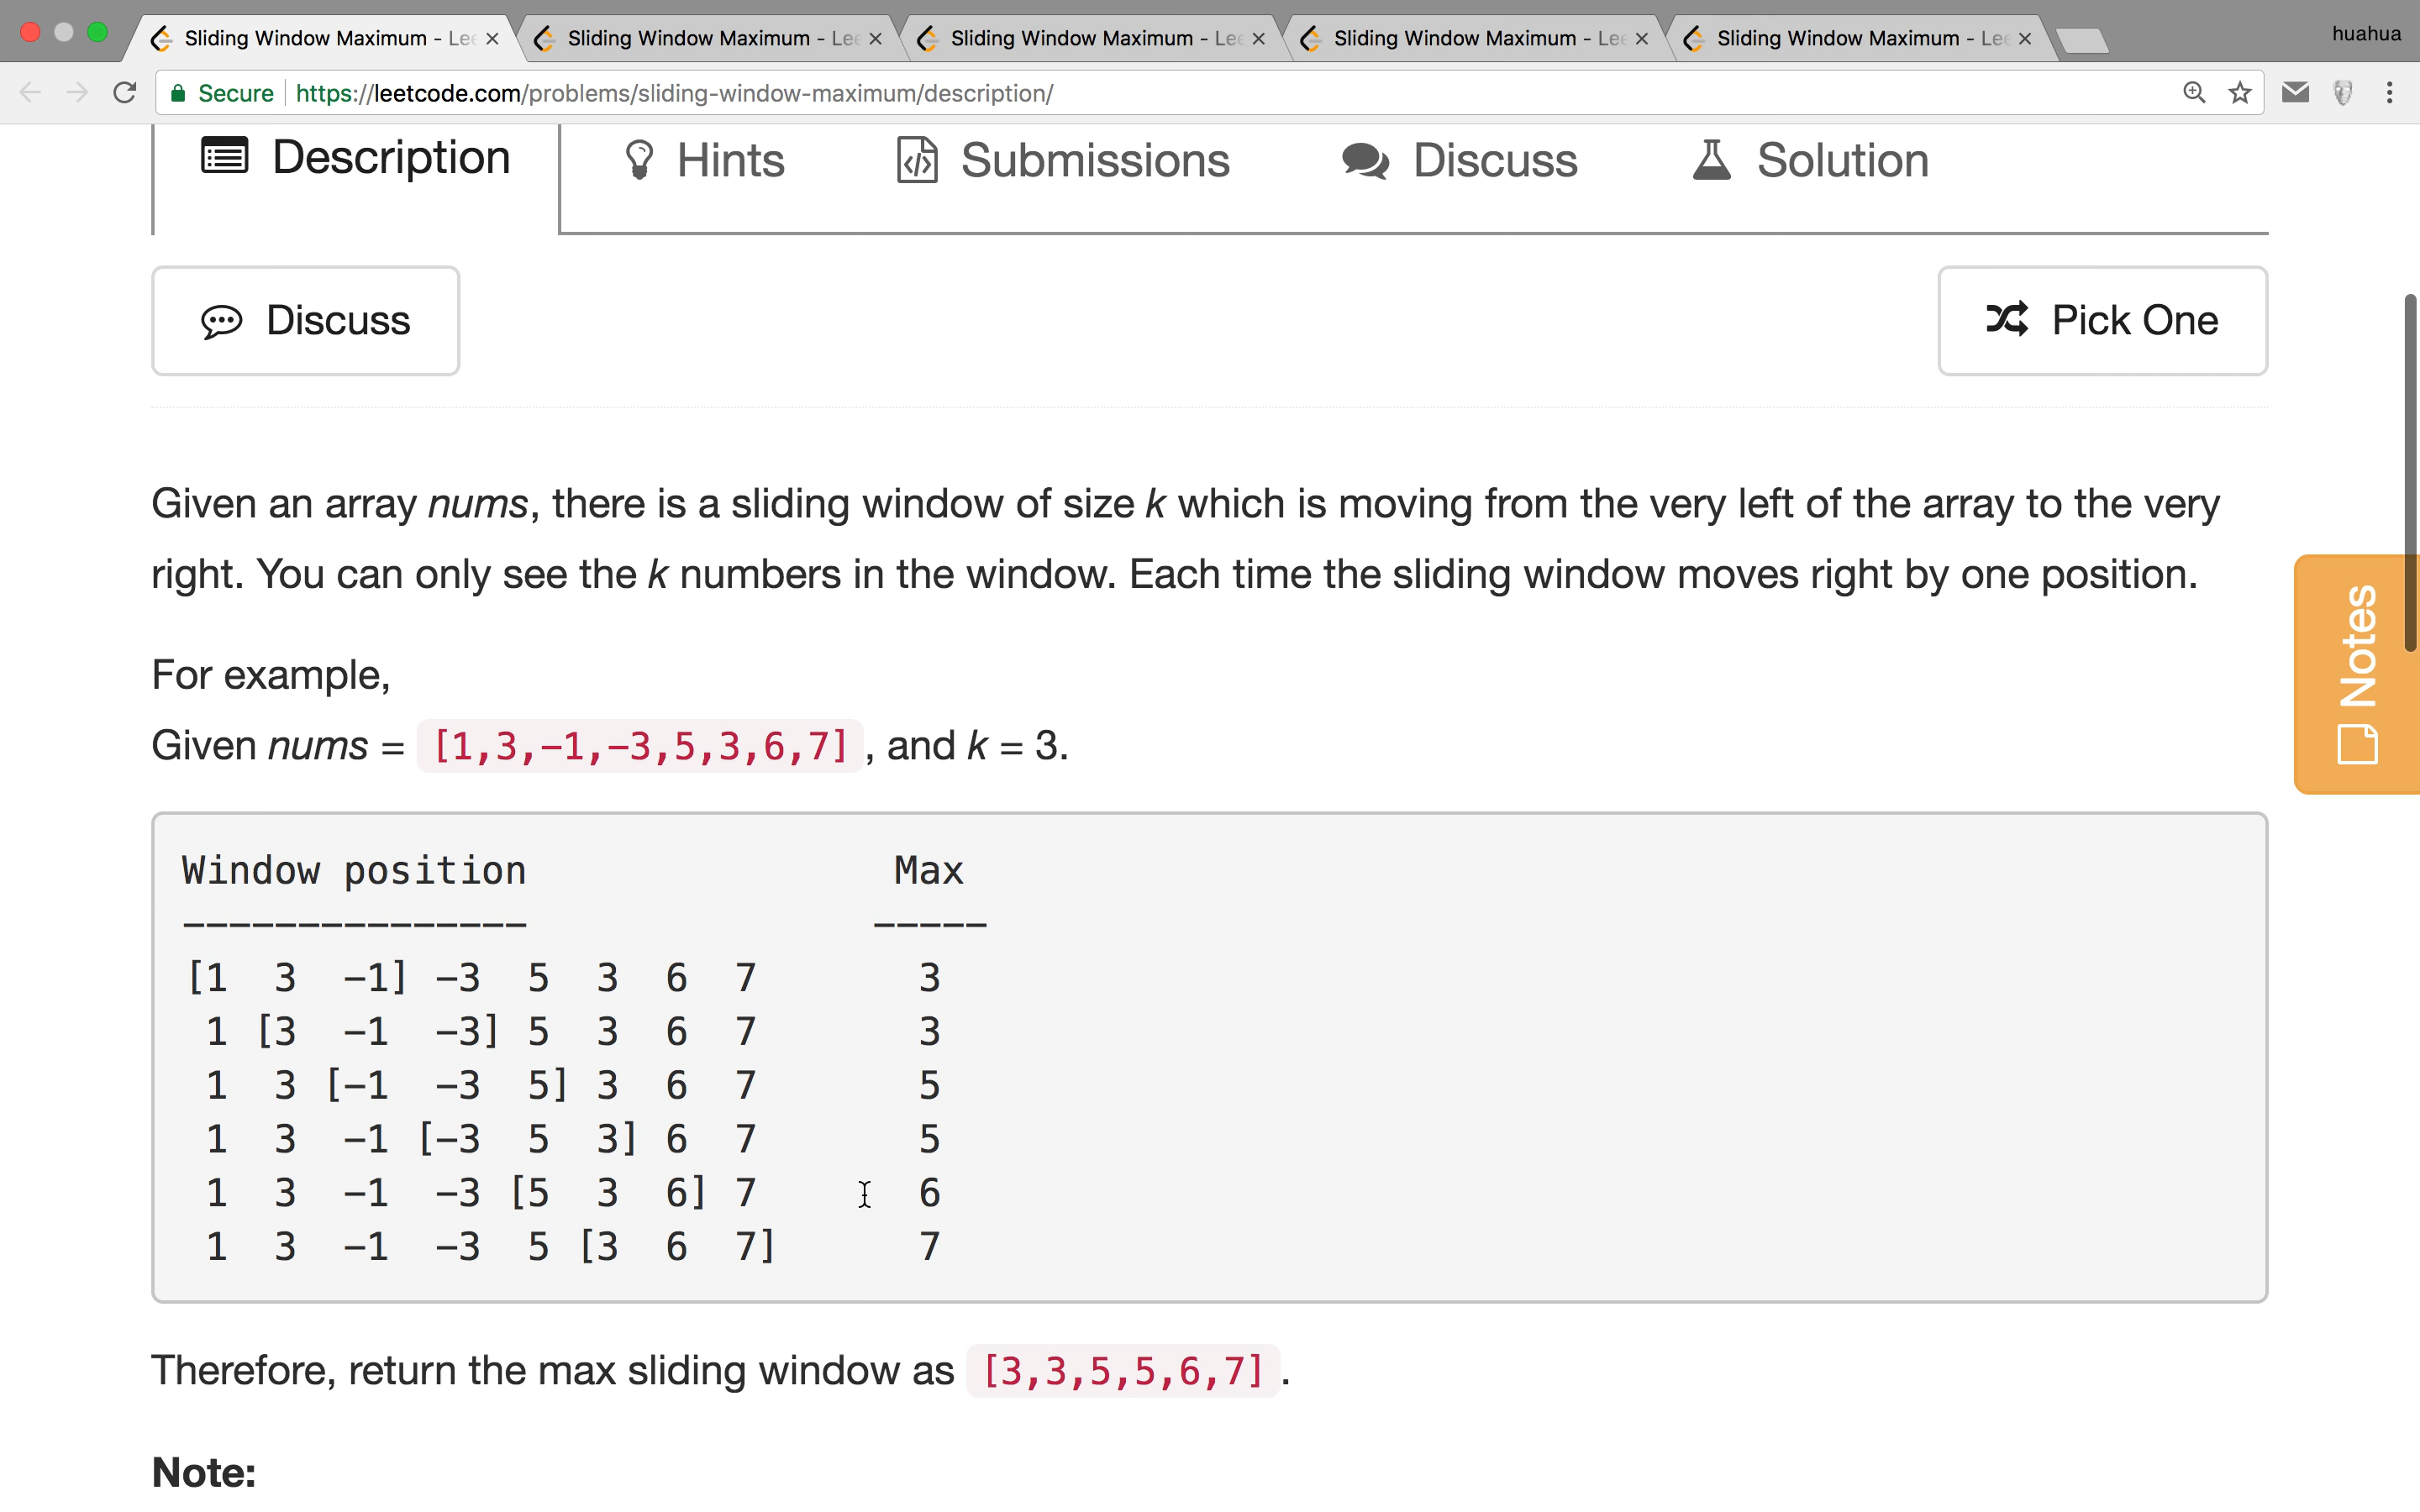 Sliding Window Maximum - Lee
Sliding Window Maximum - Lee
Sliding Window Maximum - Lee
Sliding Window Maximum - Lee
Sliding Window Maximum - Lee
huahua
Secure https://leetcode.com/problems/sliding-window-maximum/description/
Description Hints Submissions Discuss Solution
Discuss Pick One
Given an array nums, there is a sliding window of size k which is moving from the very left of the array to the very
right. You can only see the k numbers in the window. Each time the sliding window moves right by one position.
For example,
Given nums = [1,3,-1,-3,5,3,6,7], and k = 3.
Window position                Max
---------------               -----
[1  3  -1] -3  5  3  6  7       3
 1 [3  -1  -3] 5  3  6  7       3
 1  3 [-1  -3  5] 3  6  7       5
 1  3  -1 [-3  5  3] 6  7       5
 1  3  -1  -3 [5  3  6] 7       6
 1  3  -1  -3  5 [3  6  7]      7
Therefore, return the max sliding window as [3,3,5,5,6,7].
Note:
Notes